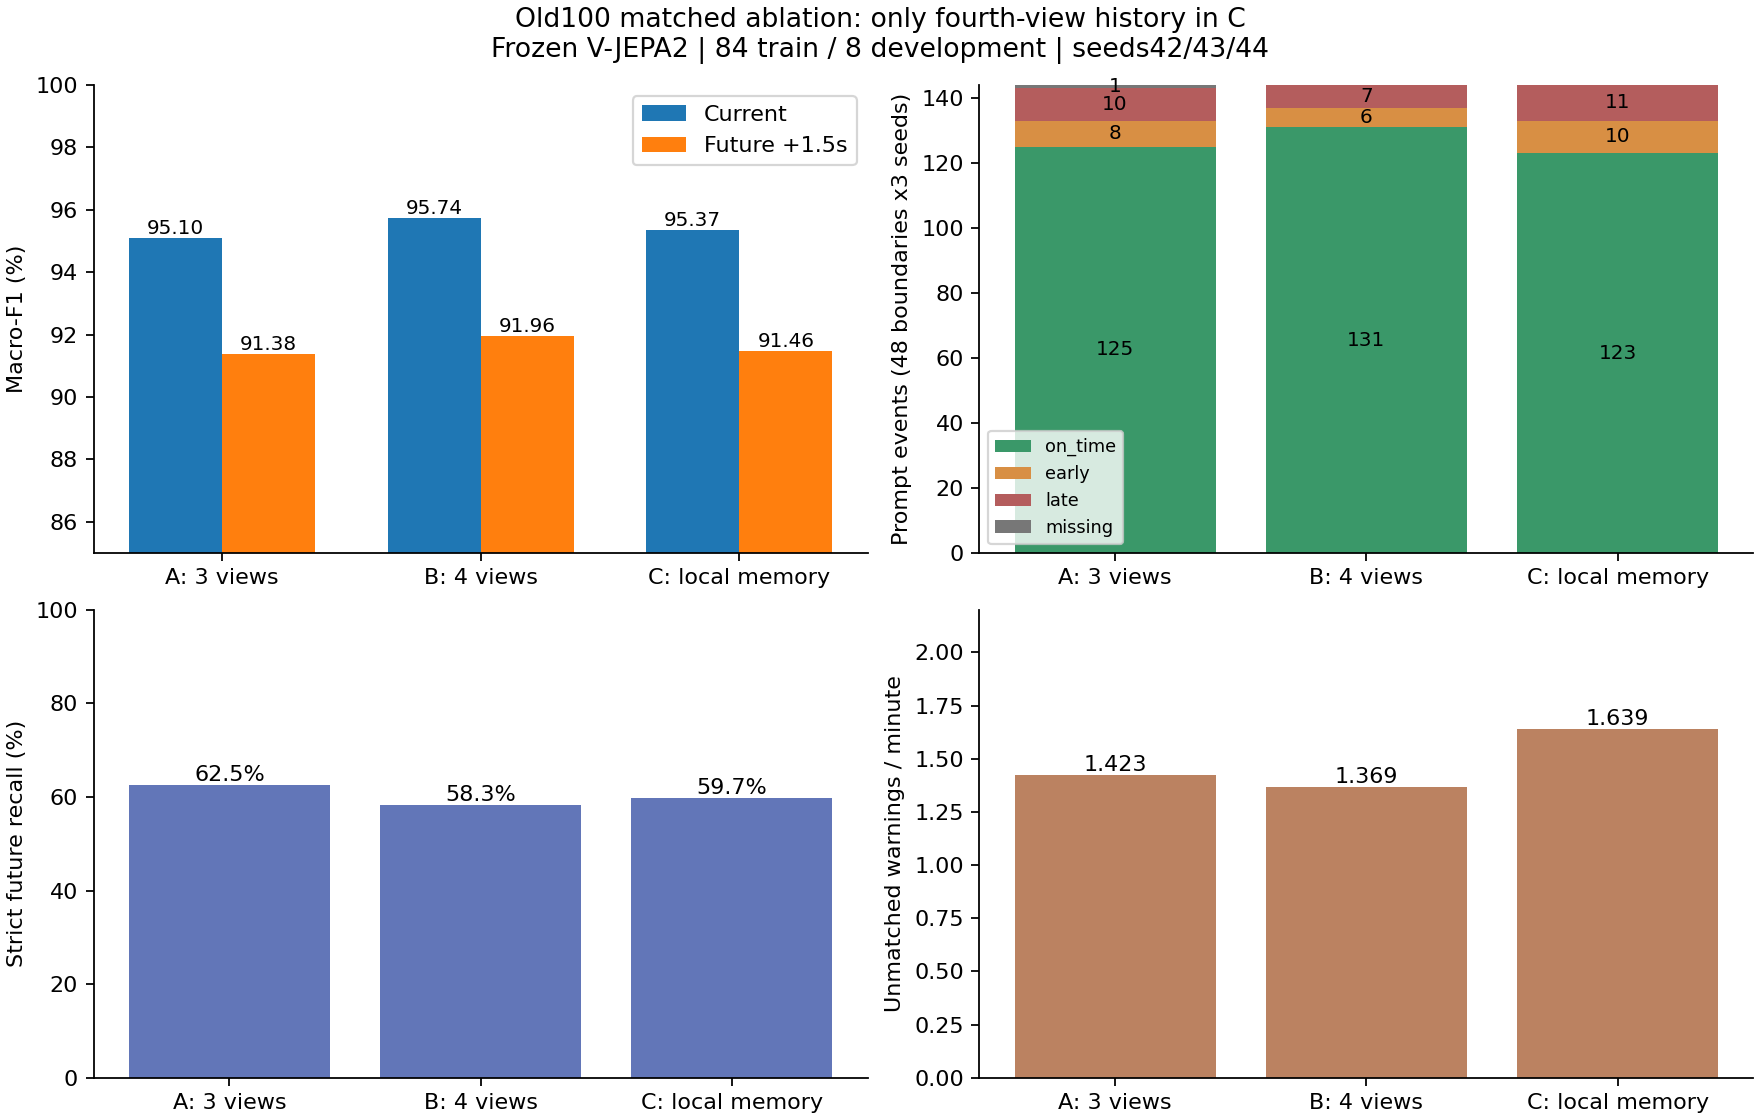 Old100 matched ablation: only fourth-view history in C
Frozen V-JEPA2 | 84 train / 8 development | seeds42/43/44
Macro-F1 (%)
100
98
96
94
92
90
88
86
Current
Future +1.5s
95.10
91.38
95.74
91.96
95.37
91.46
A: 3 views
B: 4 views
C: local memory
Prompt events (48 boundaries x3 seeds)
140
120
100
80
60
40
20
0
1
10
8
125
7
6
131
11
10
123
on_time
early
late
missing
A: 3 views
B: 4 views
C: local memory
Strict future recall (%)
100
80
60
40
20
0
62.5%
58.3%
59.7%
A: 3 views
B: 4 views
C: local memory
Unmatched warnings / minute
2.00
1.75
1.50
1.25
1.00
0.75
0.50
0.25
0.00
1.423
1.369
1.639
A: 3 views
B: 4 views
C: local memory